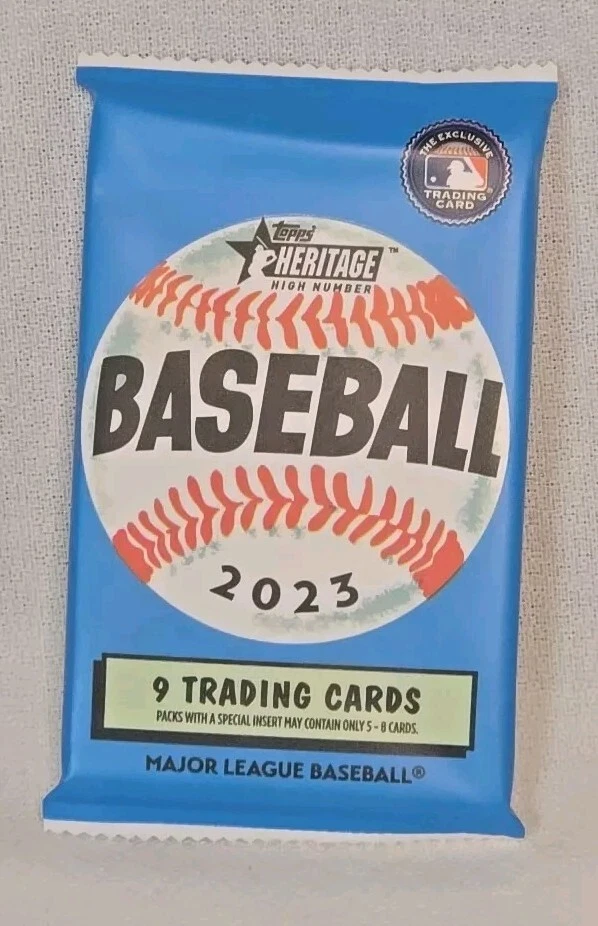 THE EXCLUSIVE
TRADING
CARD
Topps
HERITAGE™
HIGH NUMBER
BASEBALL
2023
9 TRADING CARDS
PACKS WITH A SPECIAL INSERT MAY CONTAIN ONLY 5 - 8 CARDS.
MAJOR LEAGUE BASEBALL®